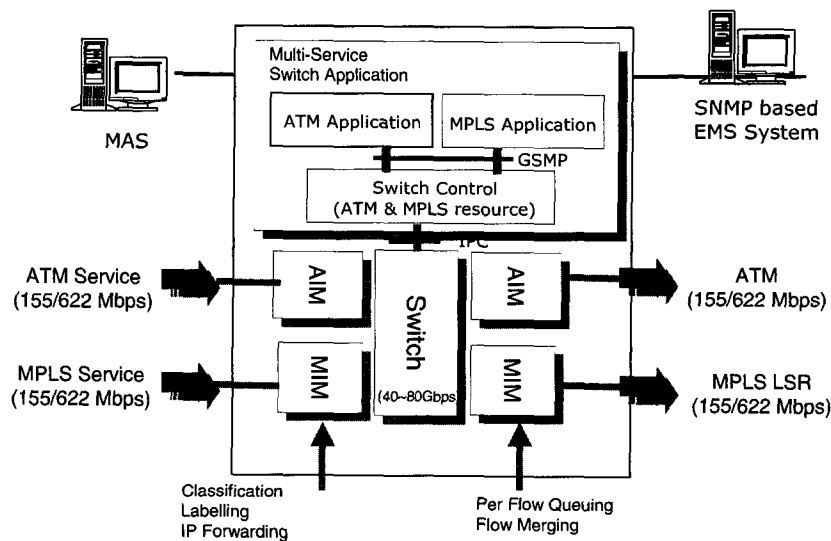 Multi-Service
Switch Application
MAS
SNMP based
EMS System
ATM Application
MPLS Application
GSMP
Switch Control
(ATM & MPLS resource)
IPC
ATM Service
(155/622 Mbps)
AIM
Switch
(40~80Gbps)
AIM
ATM
(155/622 Mbps)
MPLS Service
(155/622 Mbps)
MIM
MIM
MPLS LSR
(155/622 Mbps)
Classification
Labelling
IP Forwarding
Per Flow Queuing
Flow Merging